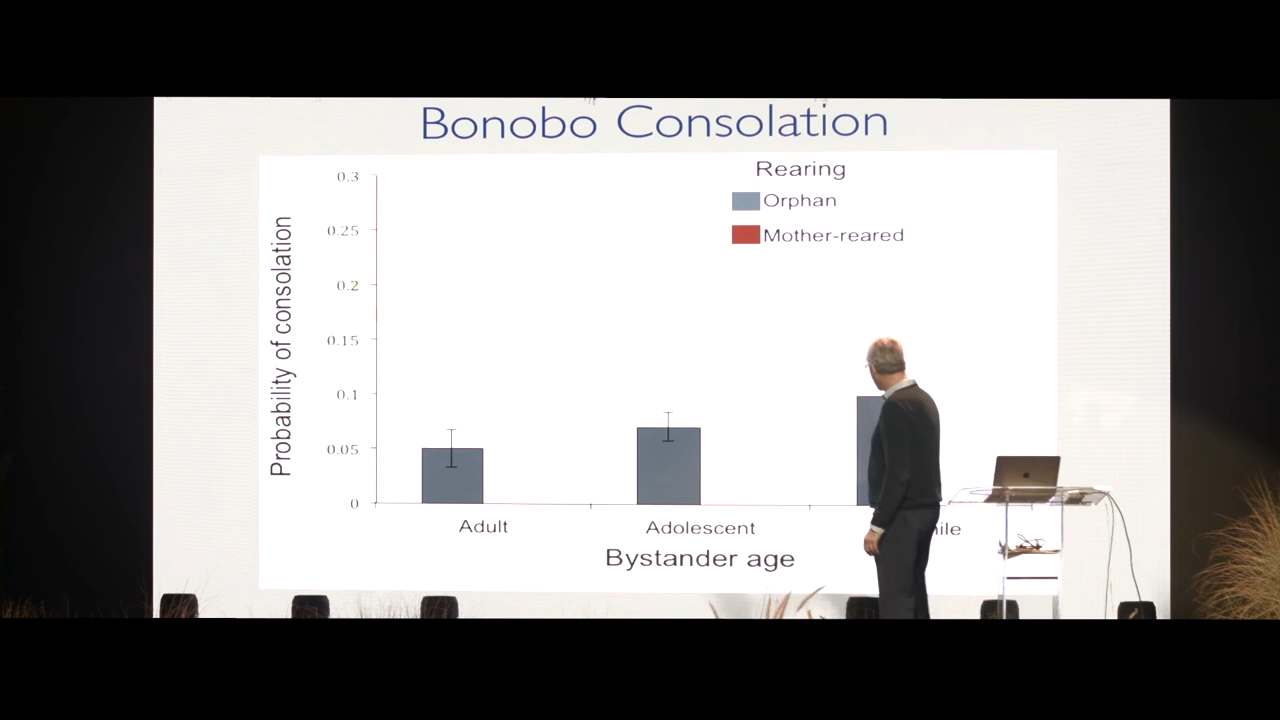 Bonobo Consolation
Rearing
Orphan
Mother-reared
Probability of consolation
0.3
0.25
0.2
0.15
0.1
0.05
0
Adult
Adolescent
Bystander age